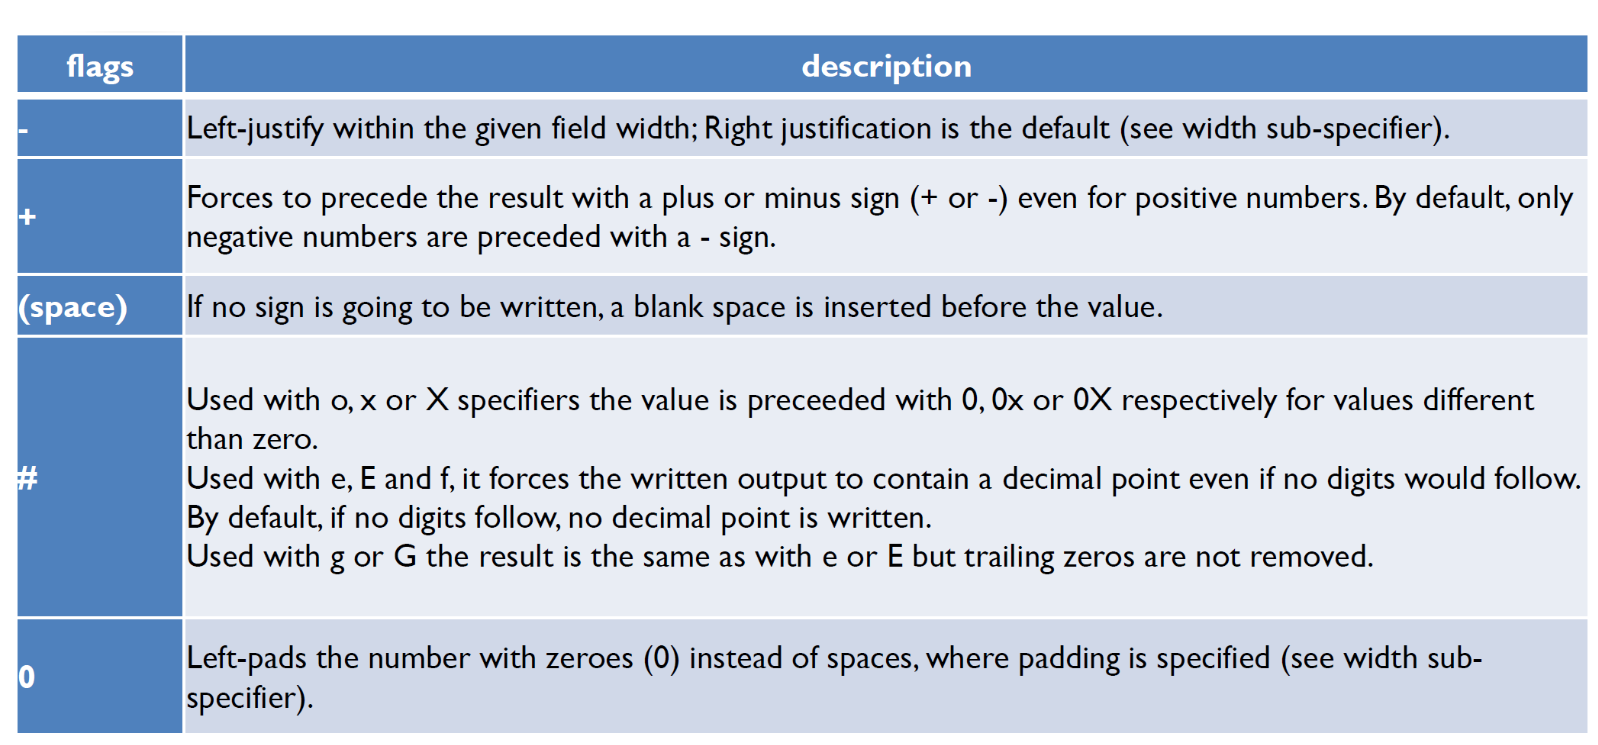 flags description
- Left-justify within the given field width; Right justification is the default (see width sub-specifier).
+ Forces to precede the result with a plus or minus sign (+ or -) even for positive numbers. By default, only
negative numbers are preceded with a - sign.
(space) If no sign is going to be written, a blank space is inserted before the value.
Used with o, x or X specifiers the value is preceeded with 0, 0x or 0X respectively for values different
than zero.
# Used with e, E and f, it forces the written output to contain a decimal point even if no digits would follow.
By default, if no digits follow, no decimal point is written.
Used with g or G the result is the same as with e or E but trailing zeros are not removed.
0 Left-pads the number with zeroes (0) instead of spaces, where padding is specified (see width sub-
specifier).